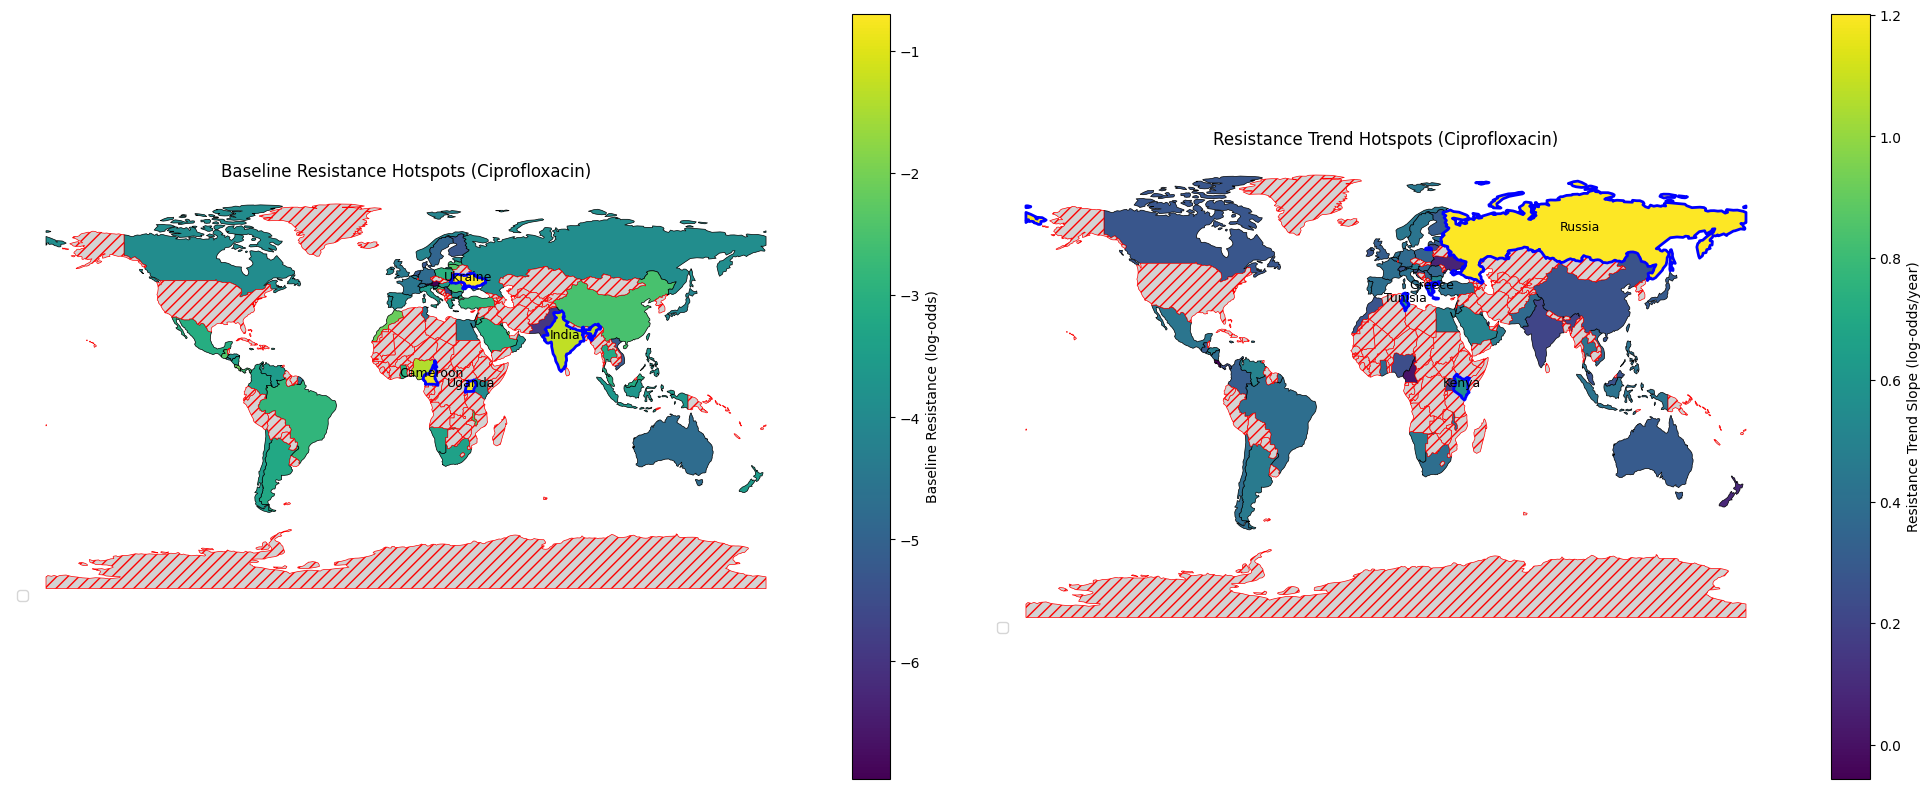 Baseline Resistance Hotspots (Ciprofloxacin)
Ukraine
India
Cameroon
Uganda
−1
−2
−3
−4
−5
−6
Baseline Resistance (log-odds)
Resistance Trend Hotspots (Ciprofloxacin)
Russia
Greece
Tunisia
Kenya
1.2
1.0
0.8
0.6
0.4
0.2
0.0
Resistance Trend Slope (log-odds/year)